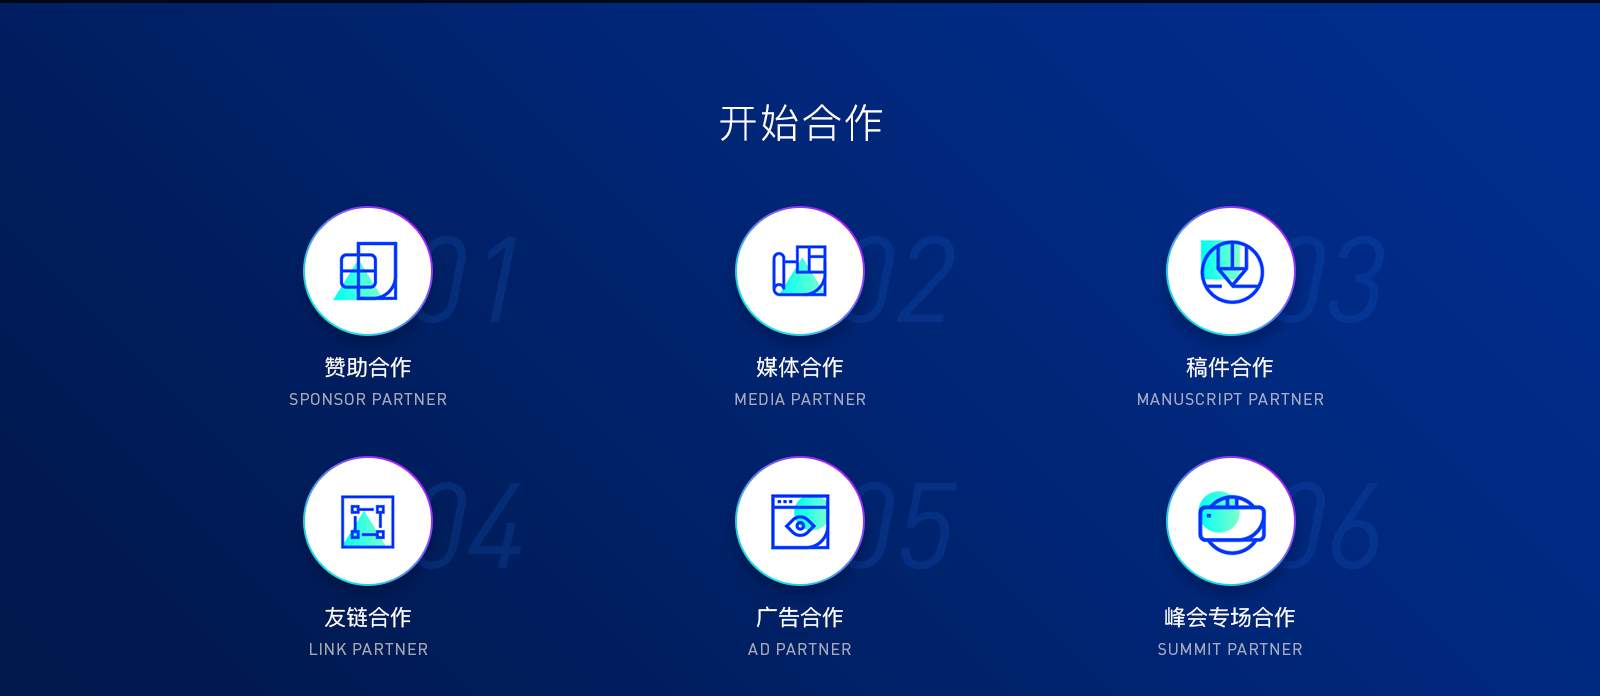 开始合作
01
02
03
赞助合作
媒体合作
稿件合作
SPONSOR PARTNER
MEDIA PARTNER
MANUSCRIPT PARTNER
04
05
06
友链合作
广告合作
峰会专场合作
LINK PARTNER
AD PARTNER
SUMMIT PARTNER